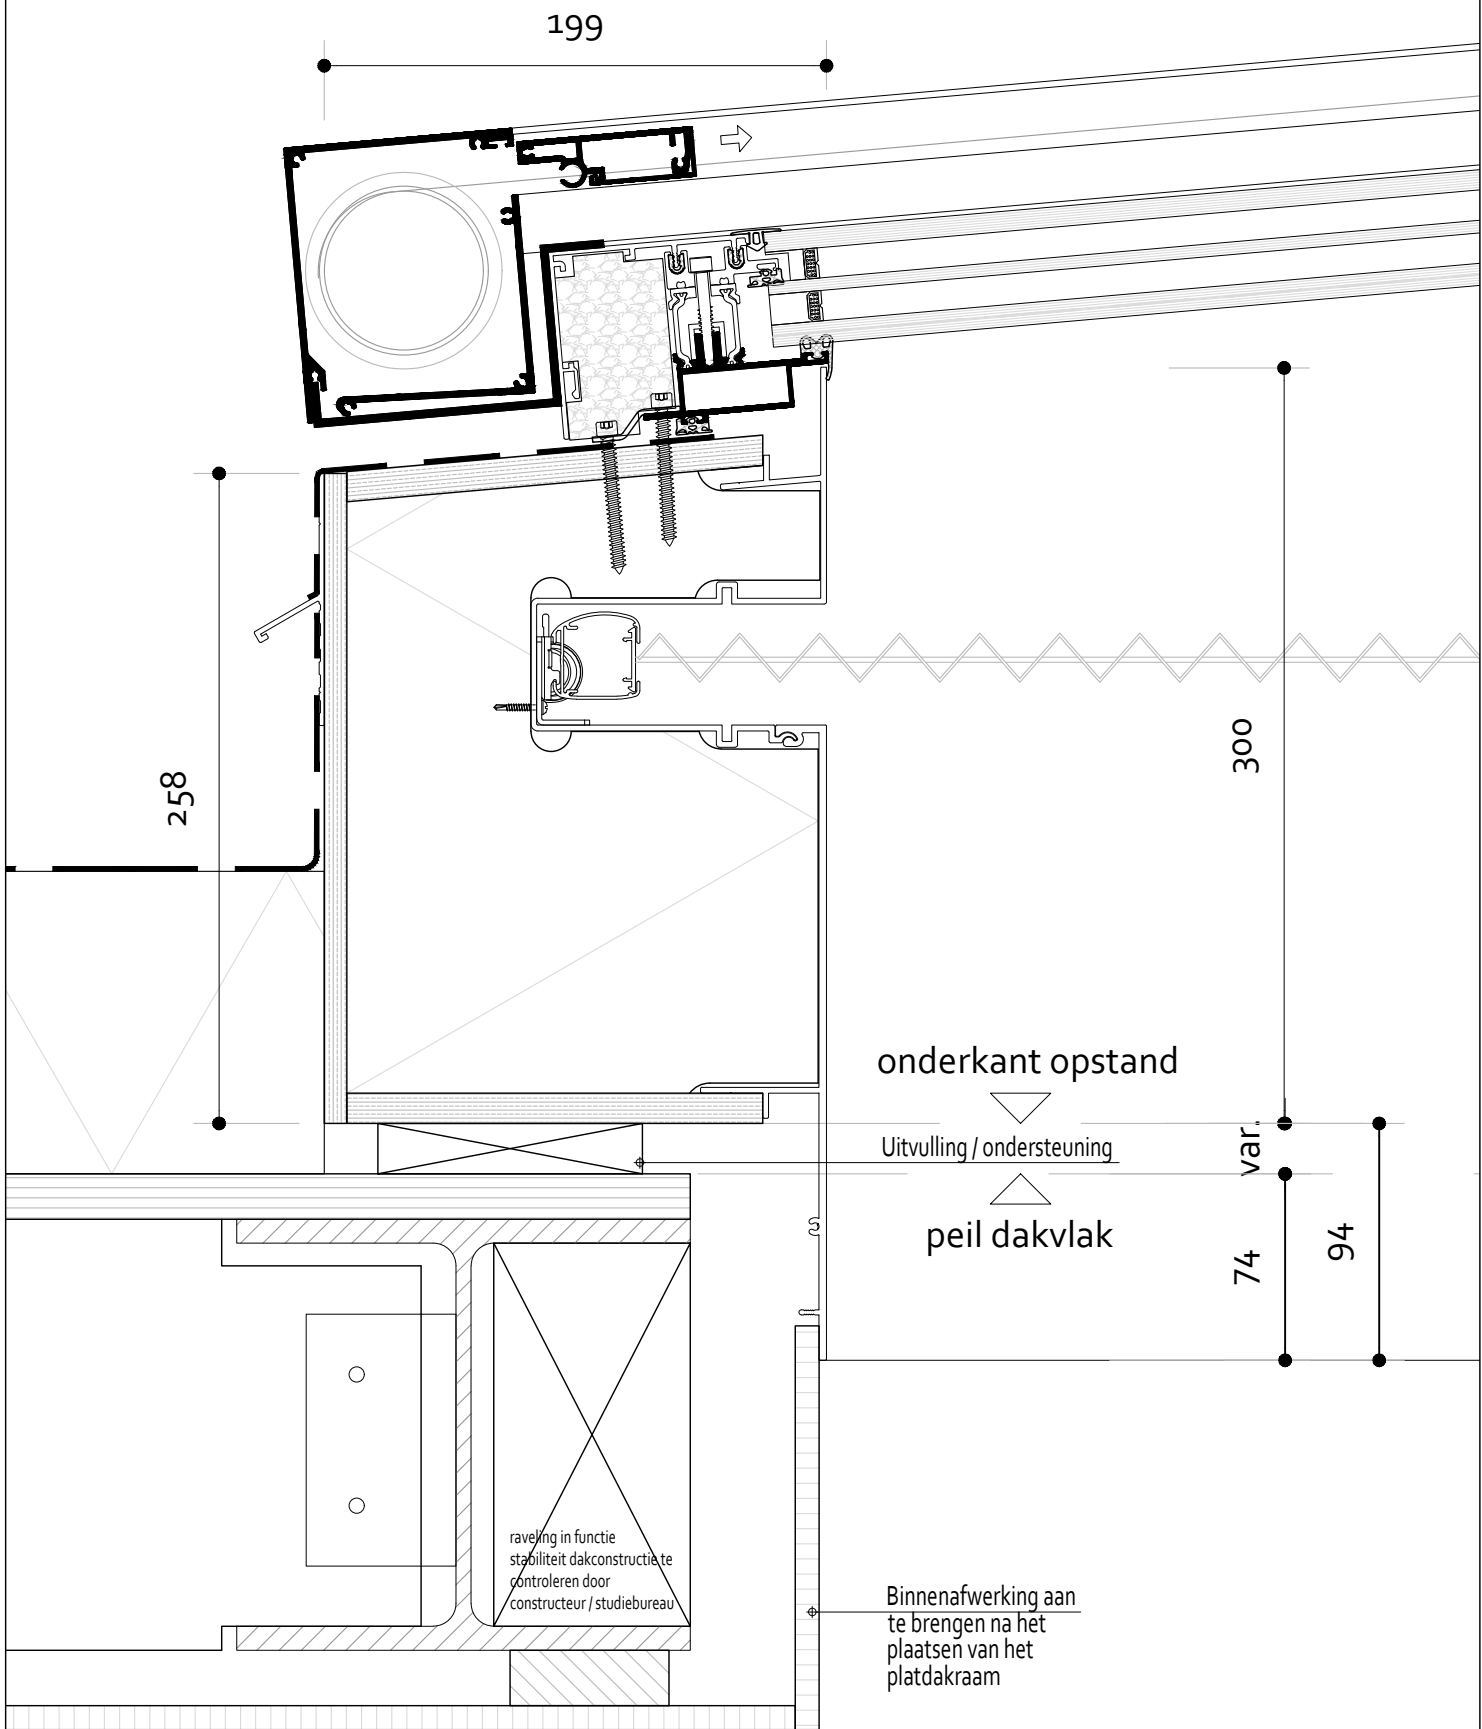 199
258
300
onderkant opstand
Uitvulling / ondersteuning
var.
peil dakvlak
74
94
raveling in functie
stabiliteit dakconstructie te
controleren door
constructeur / studiebureau
Binnenafwerking aan
te brengen na het
plaatsen van het
platdakraam